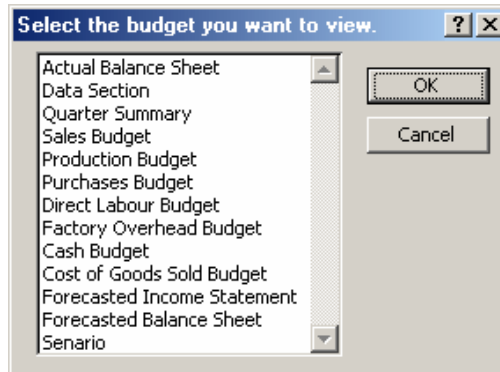 Select the budget you want to view.
? X
Actual Balance Sheet
Data Section
Quarter Summary
Sales Budget
Production Budget
Purchases Budget
Direct Labour Budget
Factory Overhead Budget
Cash Budget
Cost of Goods Sold Budget
Forecasted Income Statement
Forecasted Balance Sheet
Senario
OK
Cancel